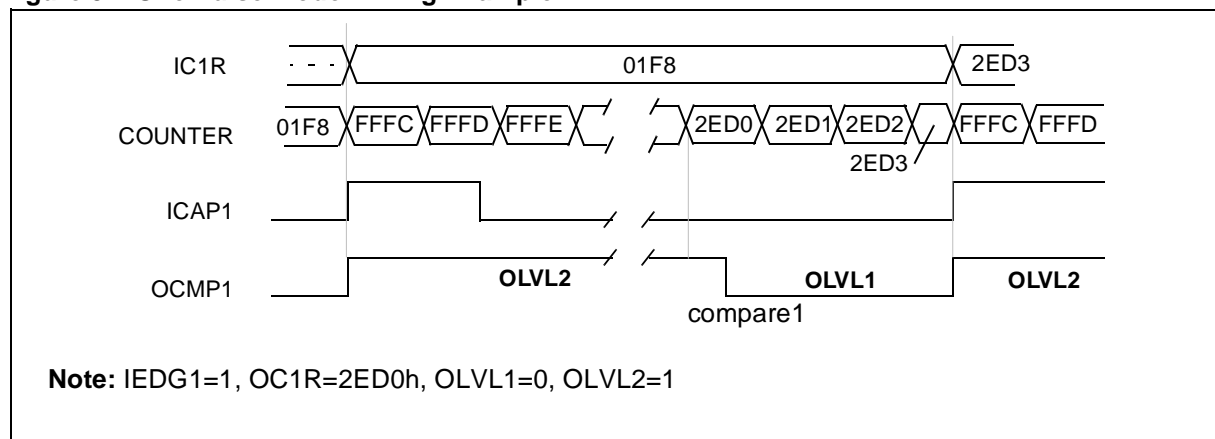 IC1R - - - 01F8 2ED3
COUNTER 01F8 FFFC FFFD FFFE 2ED0 2ED1 2ED2 FFFC FFFD
2ED3
ICAP1
OCMP1 OLVL2 OLVL1 OLVL2
compare1
Note: IEDG1=1, OC1R=2ED0h, OLVL1=0, OLVL2=1